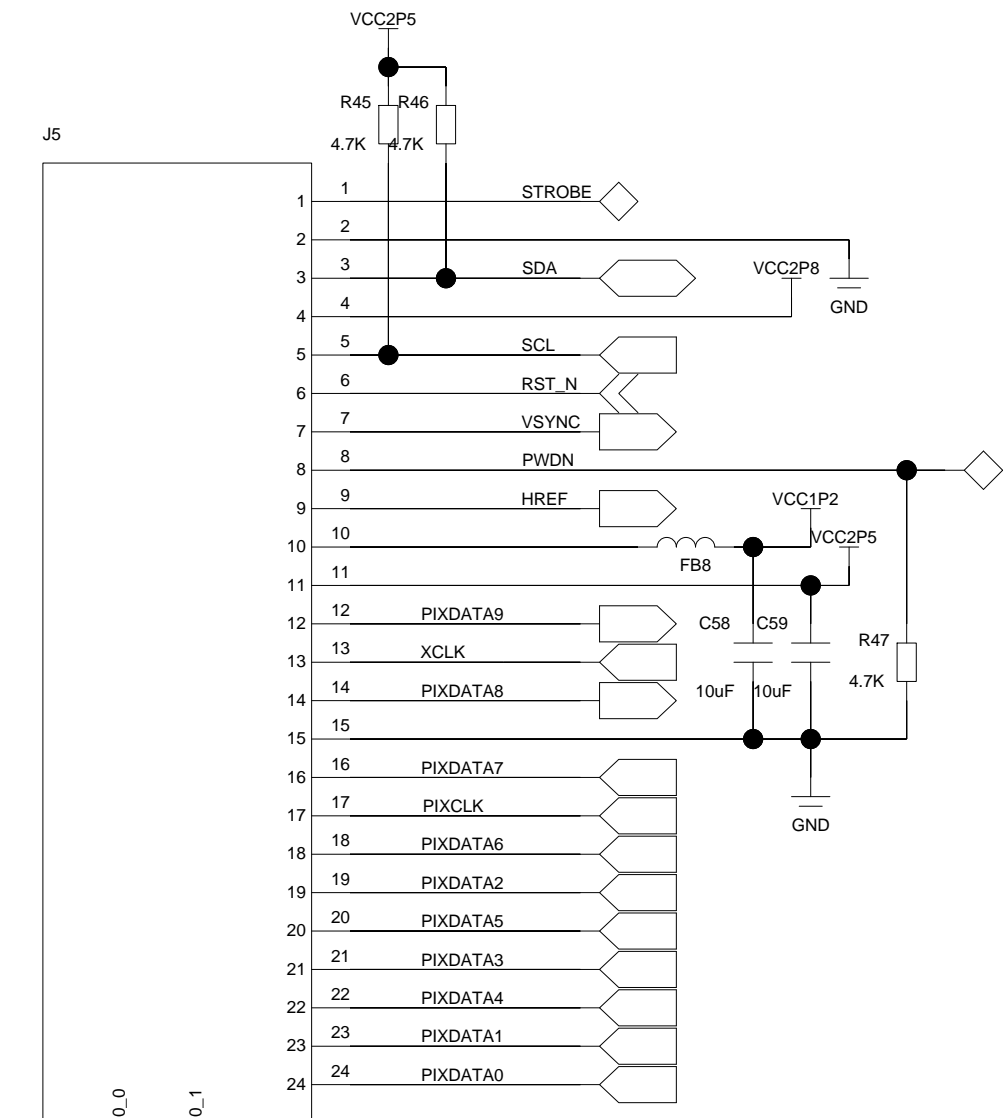 VCC2P5
R45 R46
4.7K 4.7K
J5
1 1 STROBE
2 2
3 3 SDA VCC2P8
GND
4 4
5 5 SCL
6 6 RST_N
7 7 VSYNC
8 8 PWDN
9 9 HREF VCC1P2
10 10 VCC2P5
FB8
11 11
12 12 PIXDATA9 C58 C59
R47
13 13 XCLK
4.7K
14 14 PIXDATA8 10uF 10uF
15 15
16 16 PIXDATA7
17 17 PIXCLK
GND
18 18 PIXDATA6
19 19 PIXDATA2
20 20 PIXDATA5
21 21 PIXDATA3
22 22 PIXDATA4
23 23 PIXDATA1
24 24 PIXDATA0
0_0
0_1